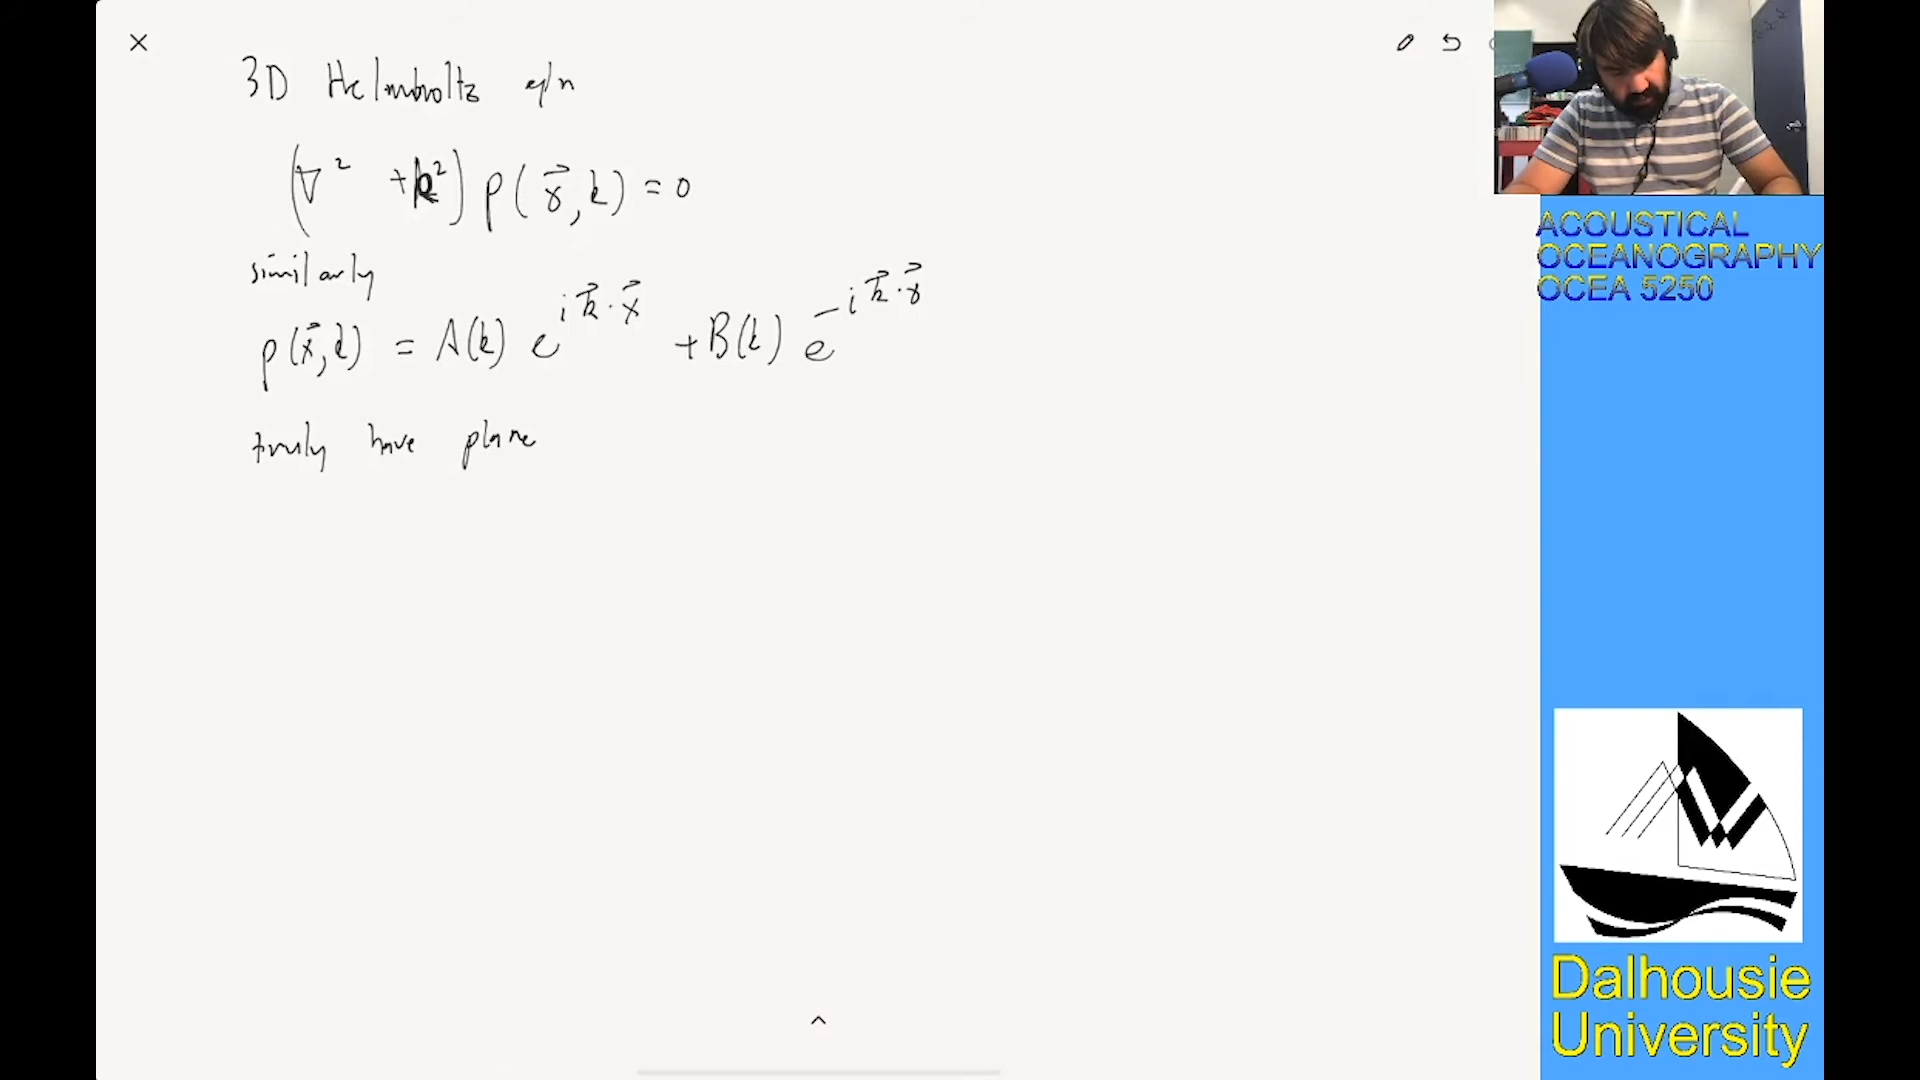 3D Helmholtz eqn
(∇² + k²) p(r⃗, k) = 0
similarly
p(x⃗, k) = A(k) e^{i k⃗·x⃗} + B(k) e^{-i k⃗·r⃗}
truly have plane
ACOUSTICAL
OCEANOGRAPHY
OCEA 5250
Dalhousie
University